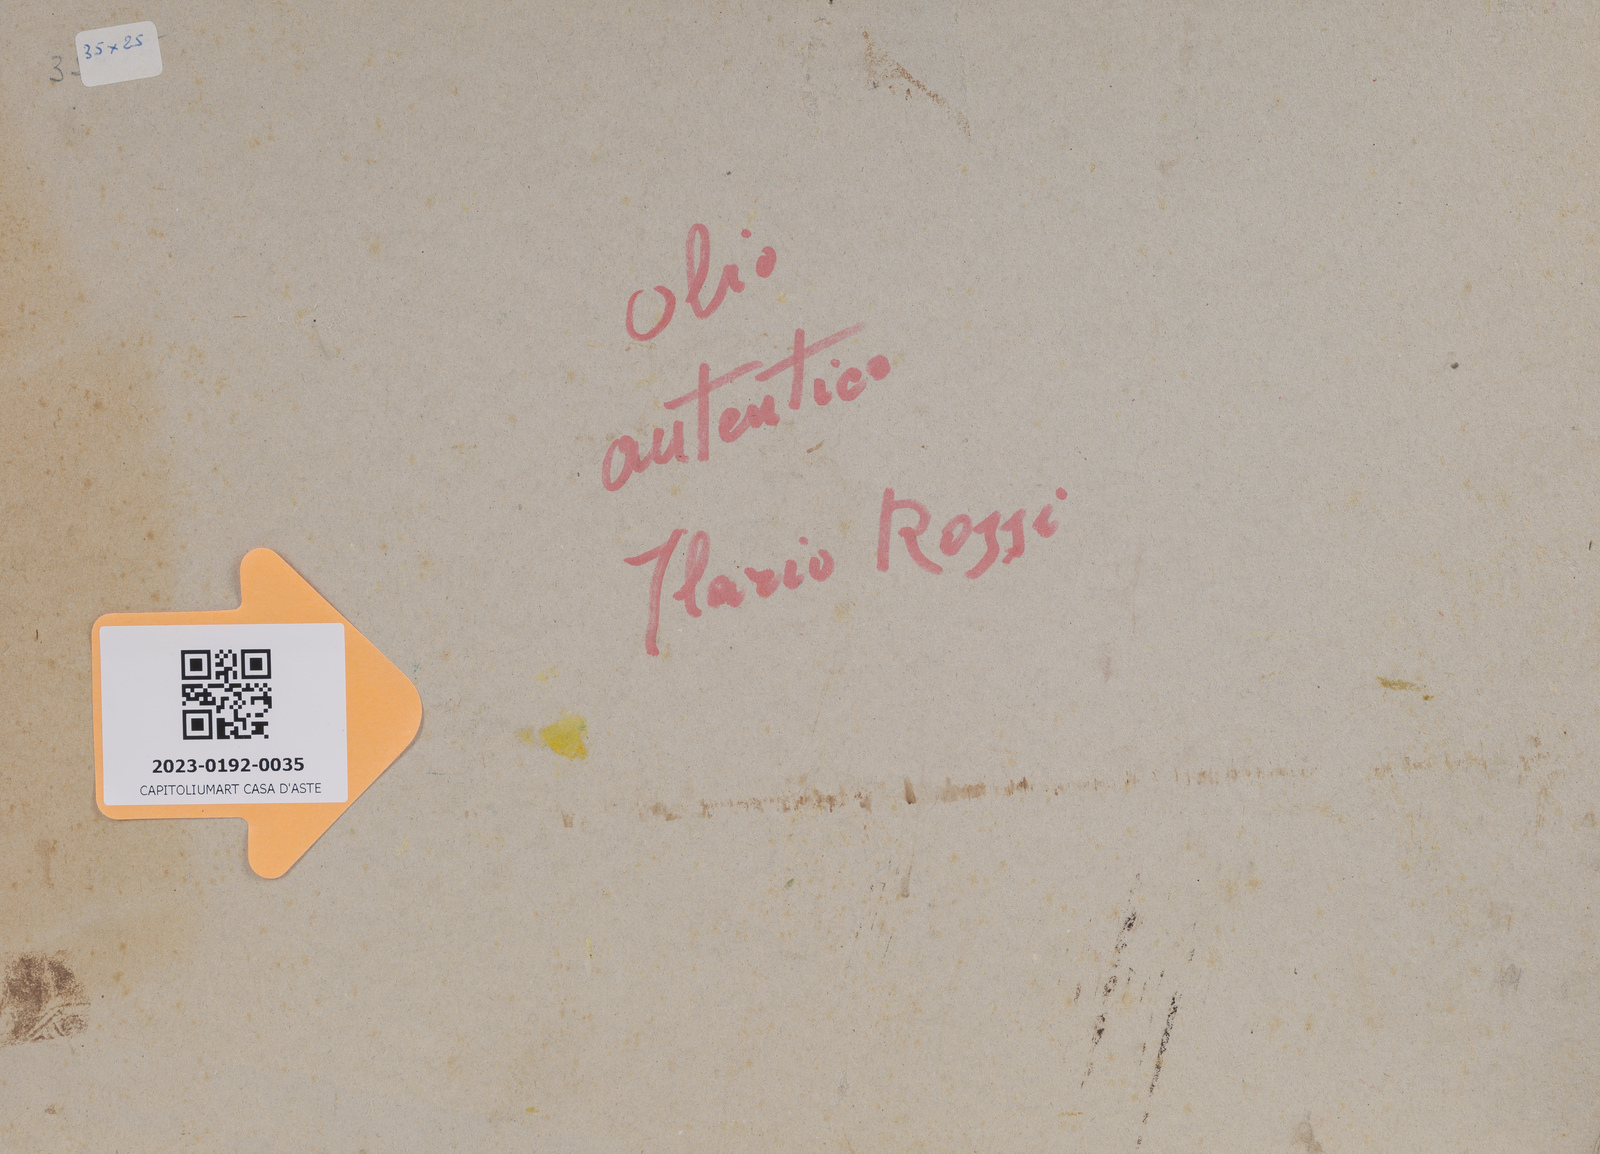 35x25
3
Olio
autentico
Ilario Rossi
2023-0192-0035
CAPITOLIUMART CASA D'ASTE